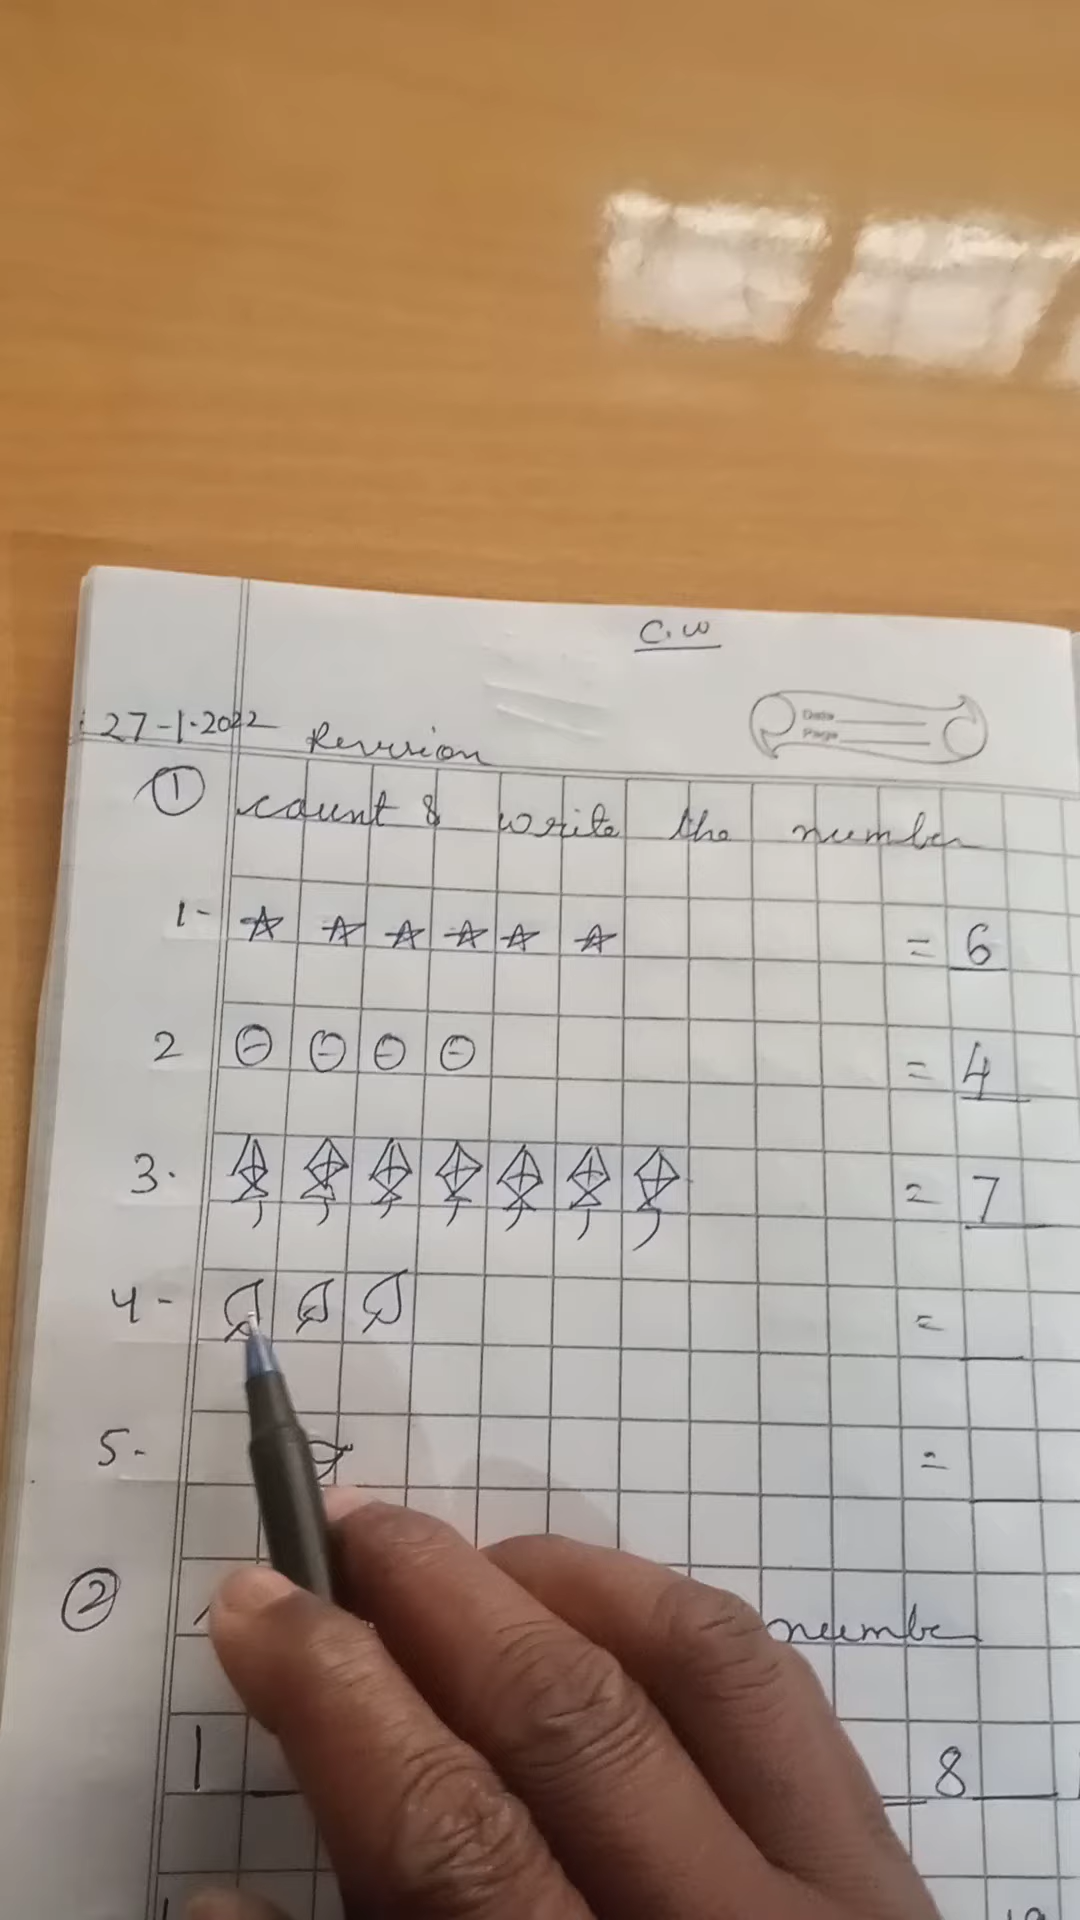 C.W
27-1-2022 Revision
Date
Page
① count & write the number
1- = 6
2 = 4
3. = 7
4- =
5- =
② number
1 8